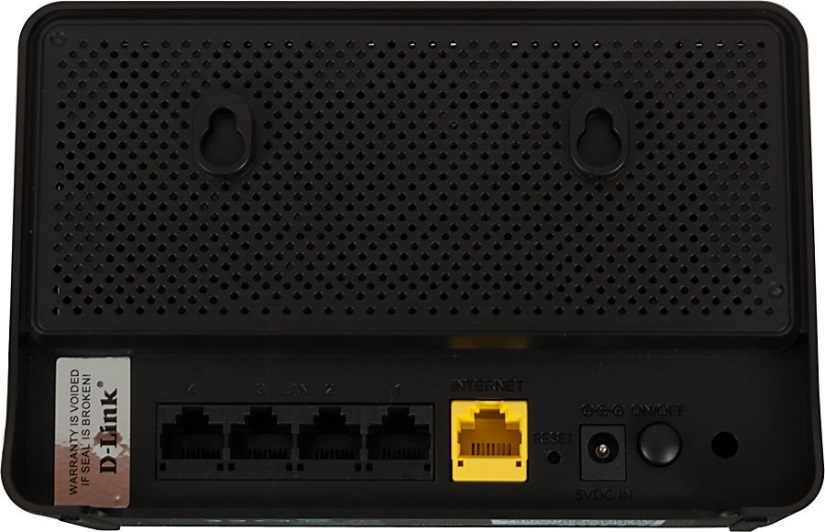 WARRANTY IS VOIDED
IF SEAL IS BROKEN!
D-Link®
4 3 LAN 2 1
INTERNET
RESET
ON/OFF
5VDC IN